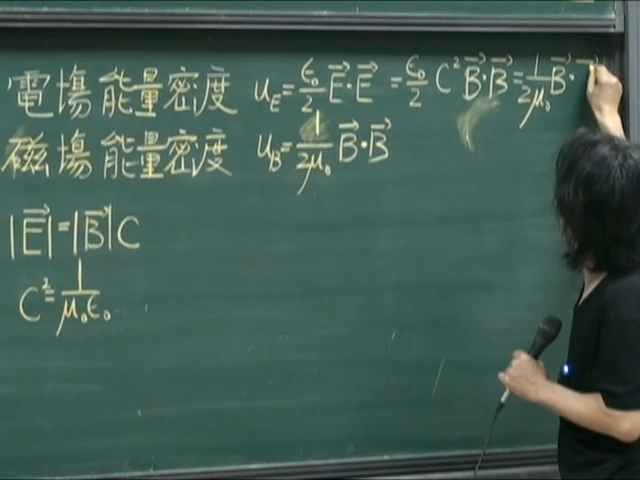 電場能量密度 u_E = ε₀/2 E⃗·E⃗ = ε₀/2 C² B⃗·B⃗ = 1/2μ₀ B⃗·
磁場能量密度 u_B = 1/2μ₀ B⃗·B⃗
|E⃗| = |B⃗| C
C² = 1/μ₀ε₀